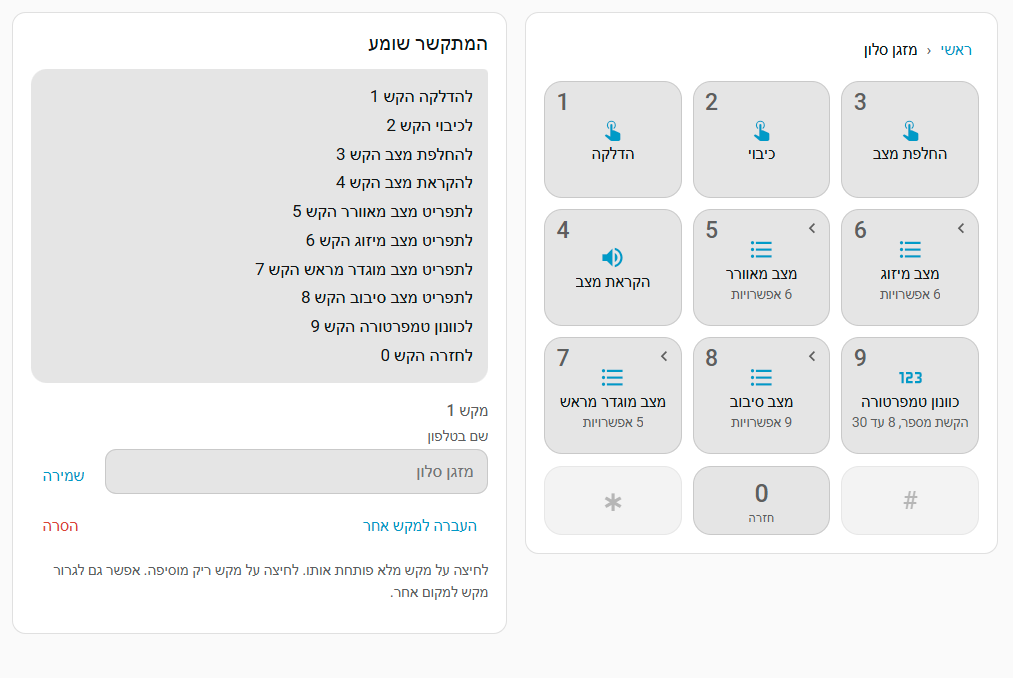 ראשי › מזגן סלון
1
הדלקה
2
כיבוי
3
החלפת מצב
4
הקראת מצב
5
מצב מאוורר
6 אפשרויות
6
מצב מיזוג
6 אפשרויות
7
מצב מוגדר מראש
5 אפשרויות
8
מצב סיבוב
9 אפשרויות
9
123
כוונון טמפרטורה
הקשת מספר, 8 עד 30
*
0
חזרה
#
המתקשר שומע
להדלקה הקש 1
לכיבוי הקש 2
להחלפת מצב הקש 3
להקראת מצב הקש 4
לתפריט מצב מאוורר הקש 5
לתפריט מצב מיזוג הקש 6
לתפריט מצב מוגדר מראש הקש 7
לתפריט מצב סיבוב הקש 8
לכוונון טמפרטורה הקש 9
לחזרה הקש 0
מקש 1
שם בטלפון
מזגן סלון
שמירה
העברה למקש אחר
הסרה
לחיצה על מקש מלא פותחת אותו. לחיצה על מקש ריק מוסיפה. אפשר גם לגרור
מקש למקום אחר.